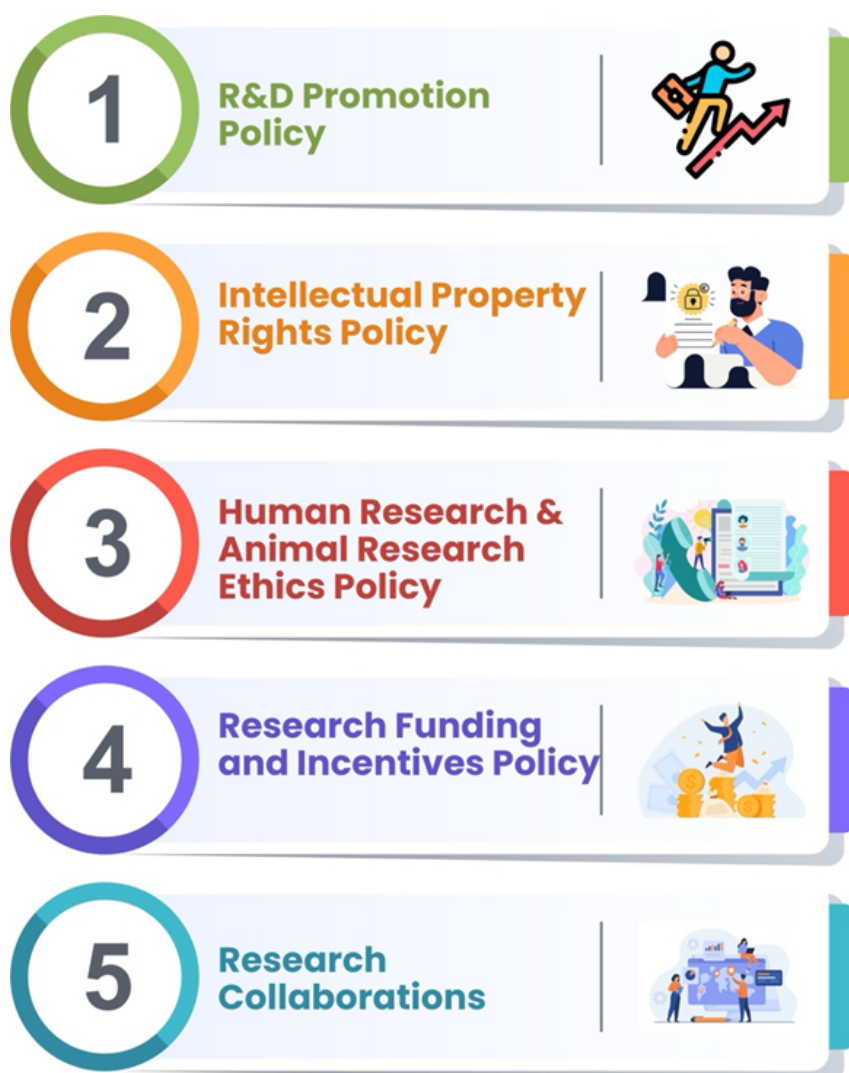 1
R&D Promotion
Policy
2
Intellectual Property
Rights Policy
3
Human Research &
Animal Research
Ethics Policy
4
Research Funding
and Incentives Policy
5
Research
Collaborations